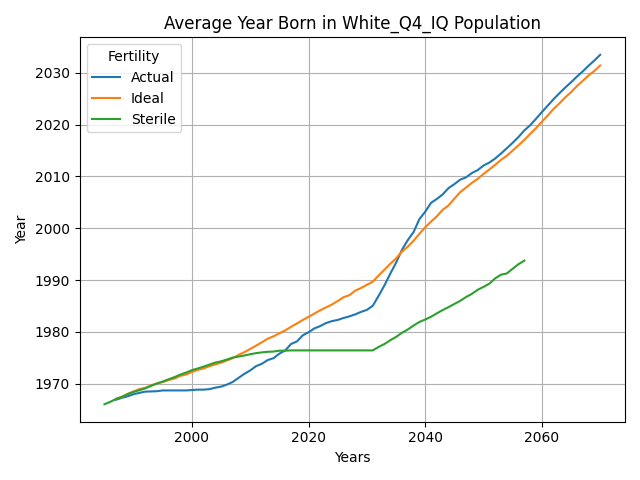 Average Year Born in White_Q4_IQ Population
Fertility
Actual
Ideal
Sterile
Year
2030
2020
2010
2000
1990
1980
1970
2000
2020
2040
2060
Years